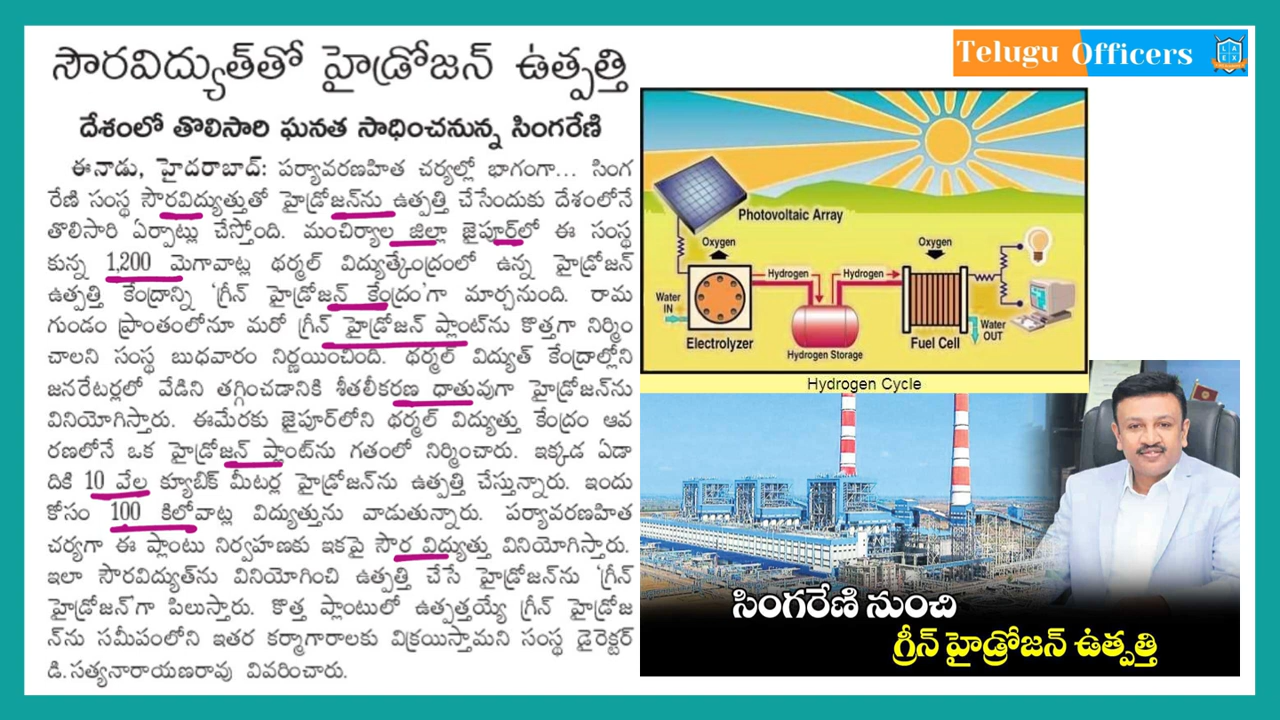 సౌరవిద్యుత్‌తో హైడ్రోజన్ ఉత్పత్తి
దేశంలో తొలిసారి ఘనత సాధించనున్న సింగరేణి
ఈనాడు, హైదరాబాద్: పర్యావరణహిత చర్యల్లో భాగంగా... సింగ
రేణి సంస్థ సౌరవిద్యుత్తుతో హైడ్రోజన్‌ను ఉత్పత్తి చేసేందుకు దేశంలోనే
తొలిసారి ఏర్పాట్లు చేస్తోంది. మంచిర్యాల జిల్లా జైపూర్‌లో ఈ సంస్థ
కున్న 1,200 మెగావాట్ల థర్మల్ విద్యుత్కేంద్రంలో ఉన్న హైడ్రోజన్
ఉత్పత్తి కేంద్రాన్ని ‘గ్రీన్ హైడ్రోజన్ కేంద్రం’గా మార్చనుంది. రామ
గుండం ప్రాంతంలోనూ మరో గ్రీన్ హైడ్రోజన్ ప్లాంట్‌ను కొత్తగా నిర్మిం
చాలని సంస్థ బుధవారం నిర్ణయించింది. థర్మల్ విద్యుత్ కేంద్రాల్లోని
జనరేటర్లలో వేడిని తగ్గించడానికి శీతలీకరణ ధాతువుగా హైడ్రోజన్‌ను
వినియోగిస్తారు. ఈమేరకు జైపూర్‌లోని థర్మల్ విద్యుత్తు కేంద్రం ఆవ
రణలోనే ఒక హైడ్రోజన్ ప్లాంట్‌ను గతంలో నిర్మించారు. ఇక్కడ ఏడా
దికి 10 వేల క్యూబిక్ మీటర్ల హైడ్రోజన్‌ను ఉత్పత్తి చేస్తున్నారు. ఇందు
కోసం 100 కిలోవాట్ల విద్యుత్తును వాడుతున్నారు. పర్యావరణహిత
చర్యగా ఈ ప్లాంటు నిర్వహణకు ఇకపై సౌర విద్యుత్తు వినియోగిస్తారు.
ఇలా సౌరవిద్యుత్‌ను వినియోగించి ఉత్పత్తి చేసే హైడ్రోజన్‌ను ‘గ్రీన్
హైడ్రోజన్’గా పిలుస్తారు. కొత్త ప్లాంటులో ఉత్పత్తయ్యే గ్రీన్ హైడ్రోజ
న్‌ను సమీపంలోని ఇతర కర్మాగారాలకు విక్రయిస్తామని సంస్థ డైరెక్టర్
డి.సత్యనారాయణరావు వివరించారు.
Telugu Officers
Photovoltaic Array
Oxygen
Oxygen
Hydrogen
Hydrogen
Water
IN
Water
OUT
Electrolyzer
Hydrogen Storage
Fuel Cell
Hydrogen Cycle
సింగరేణి నుంచి
గ్రీన్ హైడ్రోజన్ ఉత్పత్తి